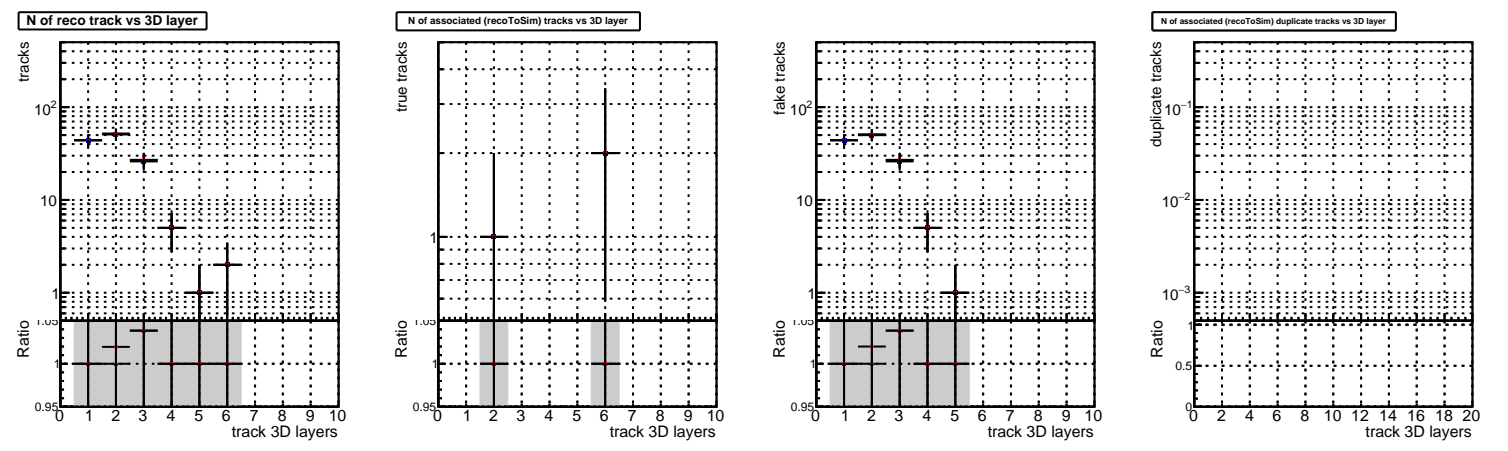 N of reco track vs 3D layer
tracks
10²
10
1
Ratio
1.05
1
0.95
0 1 2 3 4 5 6 7 8 9 10
track 3D layers
N of associated (recoToSim) tracks vs 3D layer
true tracks
1
Ratio
1.05
1
0.95
0 1 2 3 4 5 6 7 8 9 10
track 3D layers
fake tracks
10²
10
1
Ratio
1.05
1
0.95
0 1 2 3 4 5 6 7 8 9 10
track 3D layers
N of associated (recoToSim) duplicate tracks vs 3D layer
duplicate tracks
10⁻¹
10⁻²
10⁻³
Ratio
1
0.5
0
0 2 4 6 8 10 12 14 16 18 20
track 3D layers